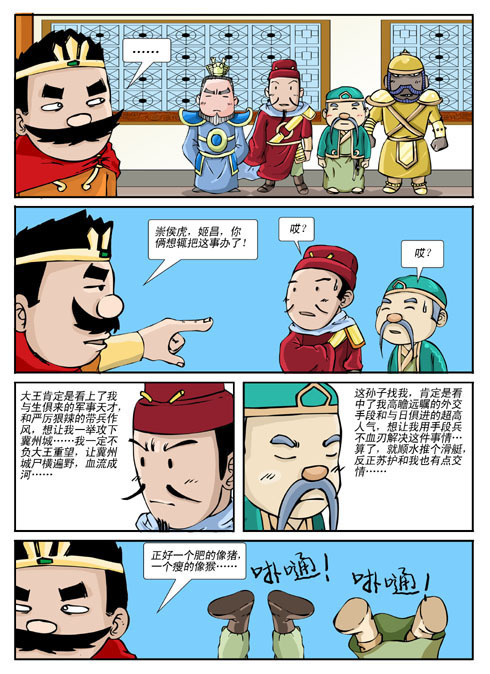 ……
崇侯虎，姬昌，你
俩想辄把这事办了！
哎？
哎？
大王肯定是看上了我
与生俱来的军事天才，
和严厉狠辣的带兵作
风，想让我一举攻下
冀州城……我一定不
负大王重望，让冀州
城尸横遍野，血流成
河……
这孙子找我，肯定是看
中了我高瞻远瞩的外交
手段和与日俱进的超高
人气，想让我用手段兵
不血刃解决这件事情…
算了，就顺水推个滑艇，
反正苏护和我也有点交
情……
正好一个肥的像猪，
一个瘦的像猴……
卟嗵！
卟嗵！